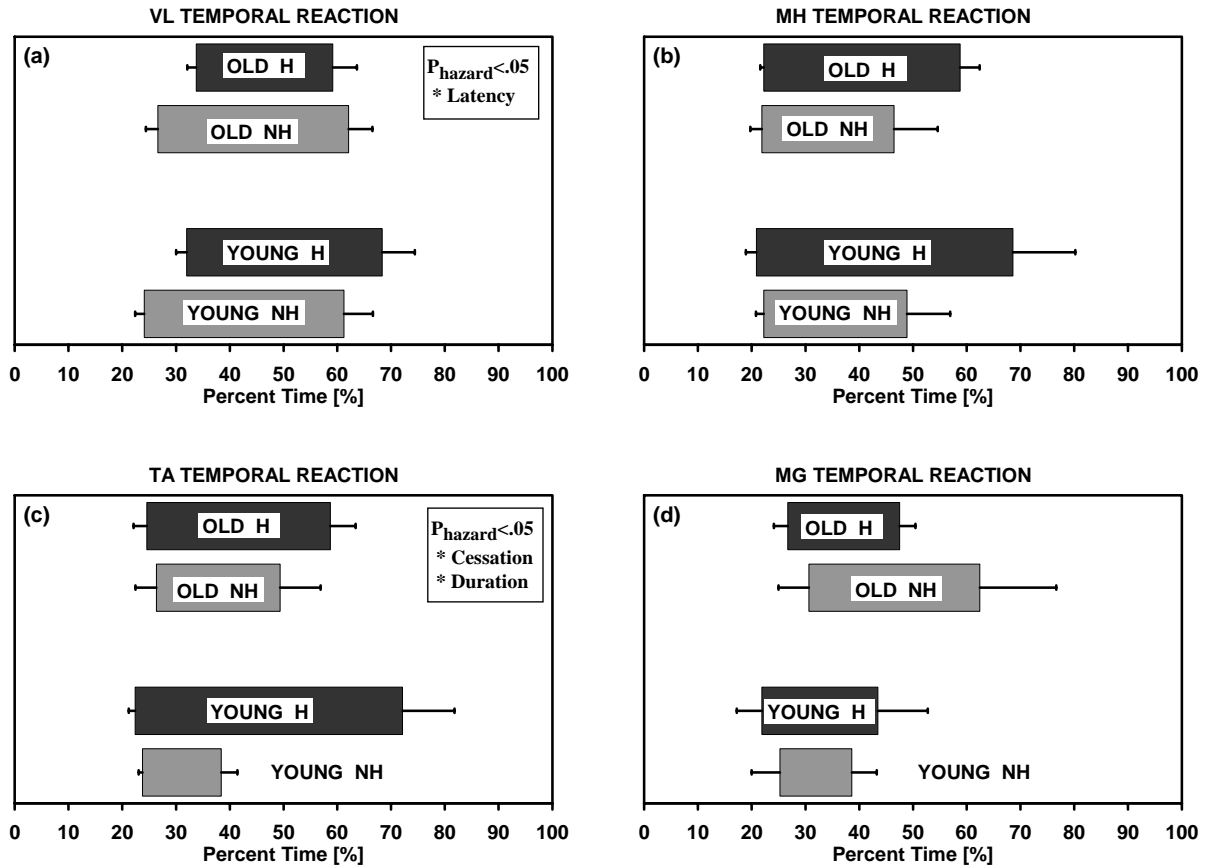 VL TEMPORAL REACTION
(a)
OLD H
P hazard<.05
* Latency
OLD NH
YOUNG H
YOUNG NH
0 10 20 30 40 50 60 70 80 90 100
Percent Time [%]
MH TEMPORAL REACTION
(b)
OLD H
OLD NH
YOUNG H
YOUNG NH
0 10 20 30 40 50 60 70 80 90 100
Percent Time [%]
TA TEMPORAL REACTION
(c)
OLD H
P hazard<.05
* Cessation
* Duration
OLD NH
YOUNG H
YOUNG NH
0 10 20 30 40 50 60 70 80 90 100
Percent Time [%]
MG TEMPORAL REACTION
(d)
OLD H
OLD NH
YOUNG H
YOUNG NH
0 10 20 30 40 50 60 70 80 90 100
Percent Time [%]